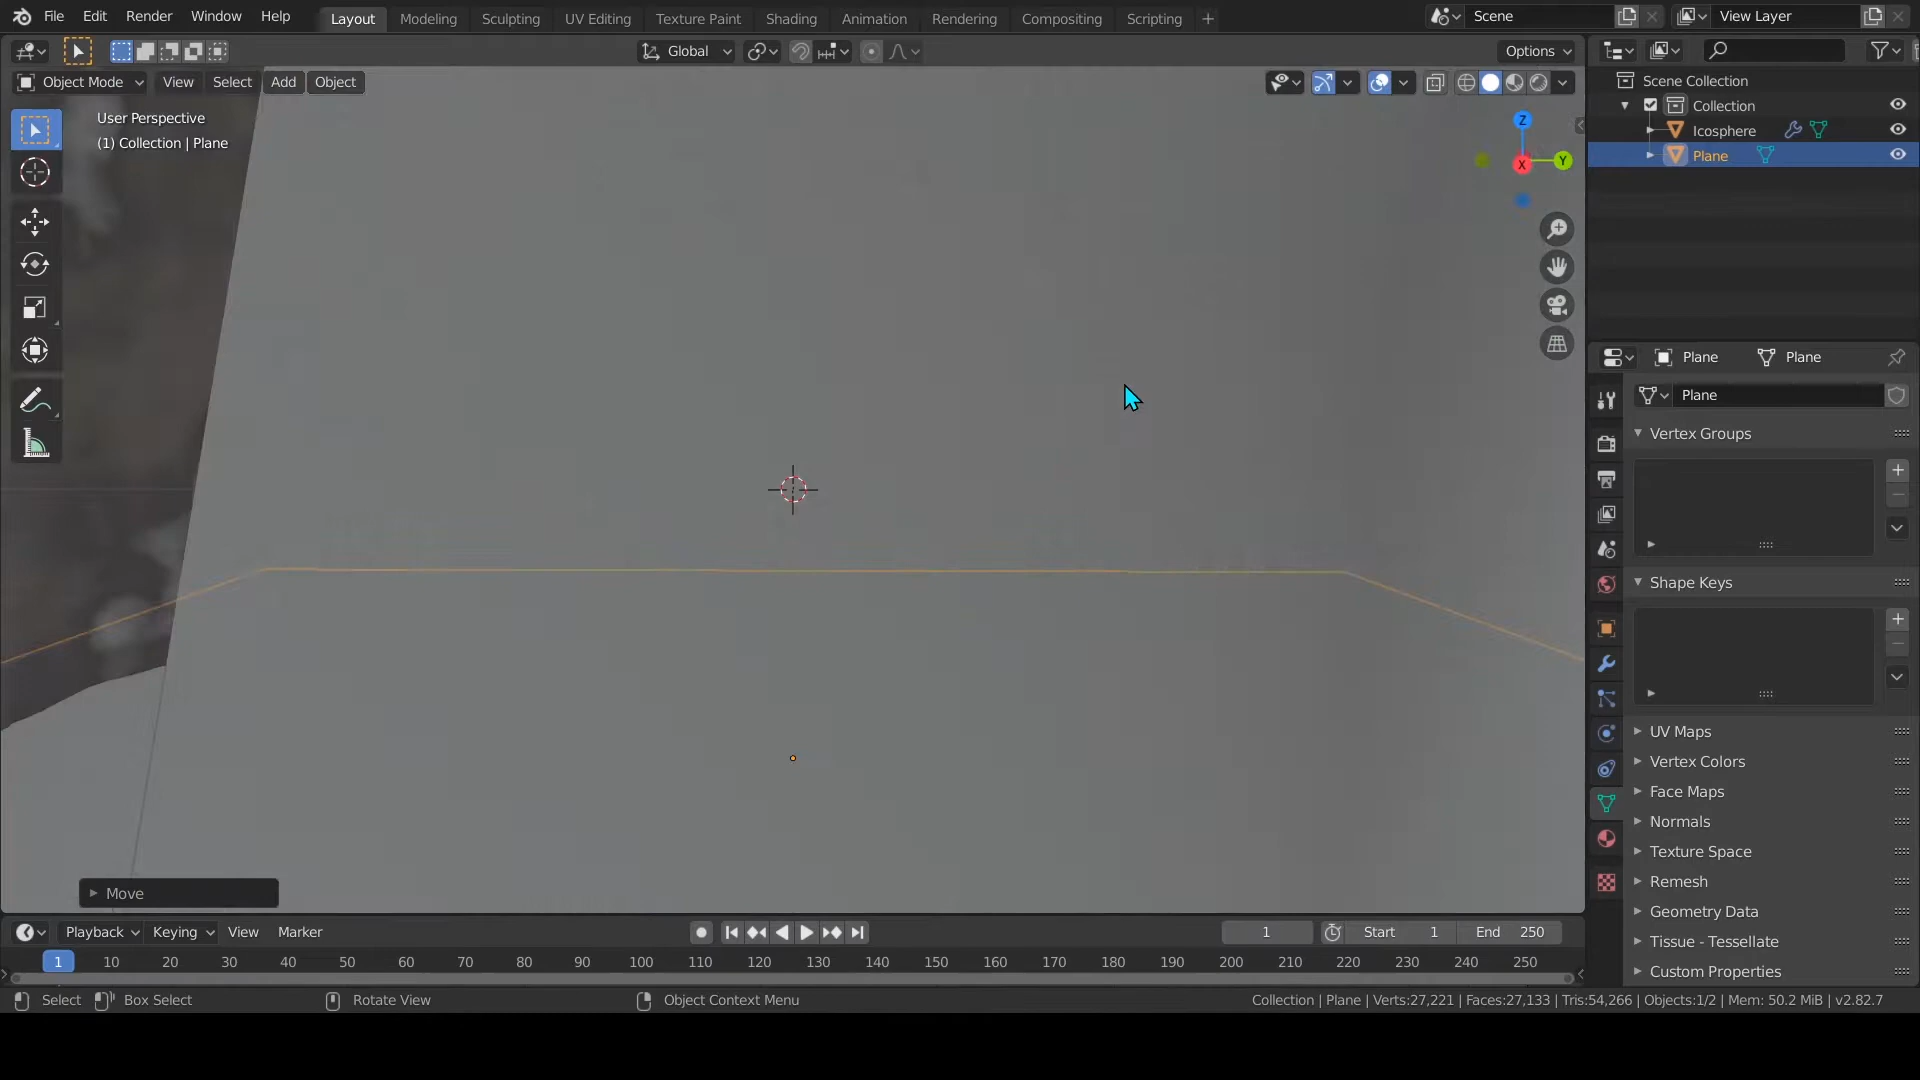 File Edit Render Window Help
Layout Modeling Sculpting UV Editing Texture Paint Shading Animation Rendering Compositing Scripting +
Scene
View Layer
Global
Options
Object Mode View Select Add Object
User Perspective
(1) Collection | Plane
Z
Y
X
Scene Collection
Collection
Icosphere
Plane
Plane Plane
Plane
Vertex Groups
Shape Keys
UV Maps
Vertex Colors
Face Maps
Normals
Texture Space
Remesh
Geometry Data
Tissue - Tessellate
Custom Properties
Move
Playback Keying View Marker
1
Start 1 End 250
1 10 20 30 40 50 60 70 80 90 100 110 120 130 140 150 160 170 180 190 200 210 220 230 240 250
Select Box Select Rotate View Object Context Menu
Collection | Plane | Verts:27,221 | Faces:27,133 | Tris:54,266 | Objects:1/2 | Mem: 50.2 MiB | v2.82.7